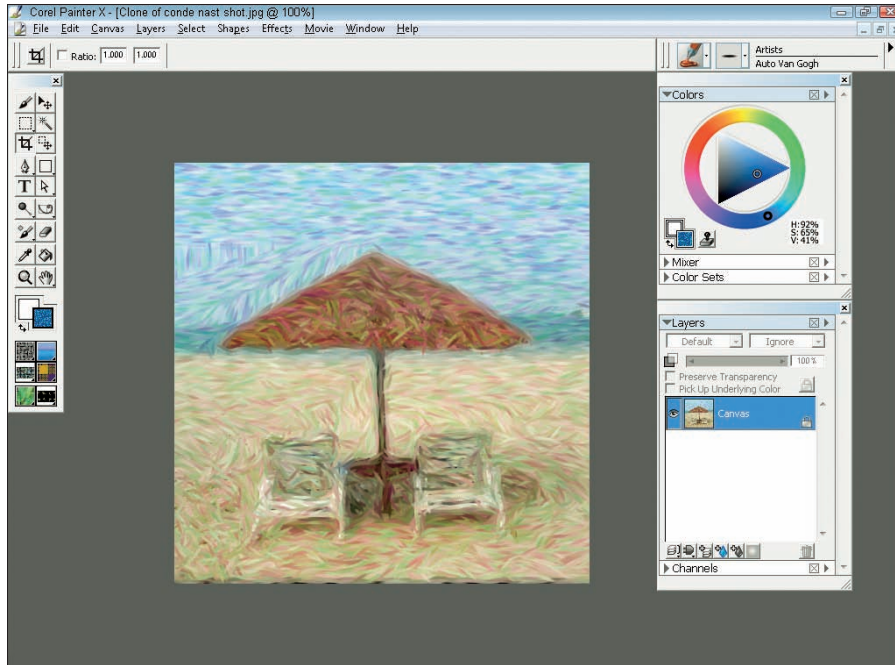 Corel Painter X - [Clone of conde nast shot.jpg @ 100%]
File Edit Canvas Layers Select Shapes Effects Movie Window Help
Ratio: 1.000 1.000
Artists
Auto Van Gogh
Colors
H:92%
S: 65%
V: 41%
Mixer
Color Sets
T
Layers
Default Ignore
100%
Preserve Transparency
Pick Up Underlying Color
Canvas
Channels